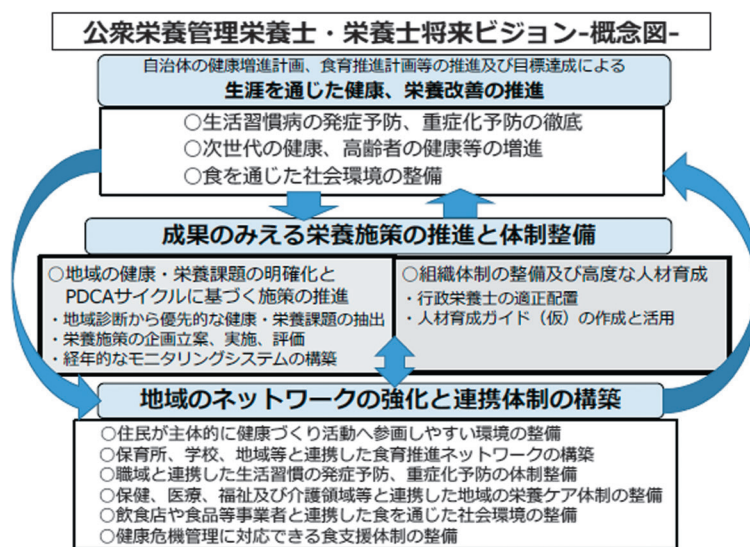 公衆栄養管理栄養士・栄養士将来ビジョン-概念図-
自治体の健康増進計画、食育推進計画等の推進及び目標達成による
生涯を通じた健康、栄養改善の推進
○生活習慣病の発症予防、重症化予防の徹底
○次世代の健康、高齢者の健康等の増進
○食を通じた社会環境の整備
成果のみえる栄養施策の推進と体制整備
○地域の健康・栄養課題の明確化と
PDCAサイクルに基づく施策の推進
・地域診断から優先的な健康・栄養課題の抽出
・栄養施策の企画立案、実施、評価
・経年的なモニタリングシステムの構築
○組織体制の整備及び高度な人材育成
・行政栄養士の適正配置
・人材育成ガイド（仮）の作成と活用
地域のネットワークの強化と連携体制の構築
○住民が主体的に健康づくり活動へ参画しやすい環境の整備
○保育所、学校、地域等と連携した食育推進ネットワークの構築
○職域と連携した生活習慣の発症予防、重症化予防の体制整備
○保健、医療、福祉及び介護領域等と連携した地域の栄養ケア体制の整備
○飲食店や食品等事業者と連携した食を通じた社会環境の整備
○健康危機管理に対応できる食支援体制の整備